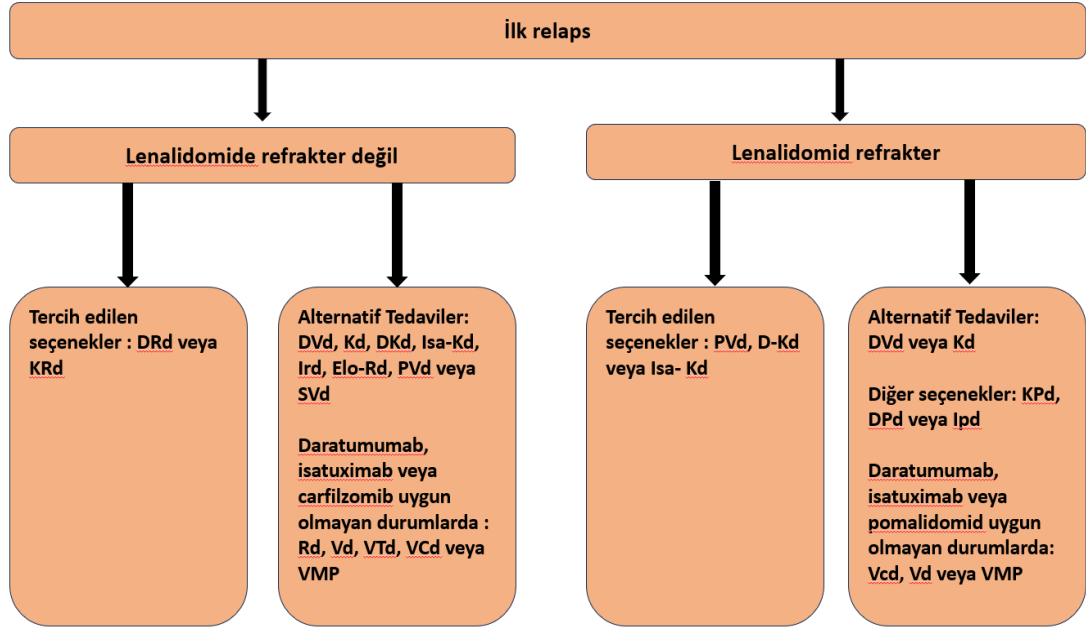 İlk relaps
Lenalidomide refrakter değil
Lenalidomid refrakter
Tercih edilen
seçenekler : DRd veya
KRd
Alternatif Tedaviler:
DVd, Kd, DKd, Isa-Kd,
Ird, Elo-Rd, PVd veya
SVd
Daratumumab,
isatuximab veya
carfilzomib uygun
olmayan durumlarda :
Rd, Vd, VTd, VCd veya
VMP
Tercih edilen
seçenekler : PVd, D-Kd
veya Isa- Kd
Alternatif Tedaviler:
DVd veya Kd
Diğer seçenekler: KPd,
DPd veya Ipd
Daratumumab,
isatuximab veya
pomalidomid uygun
olmayan durumlarda:
Vcd, Vd veya VMP